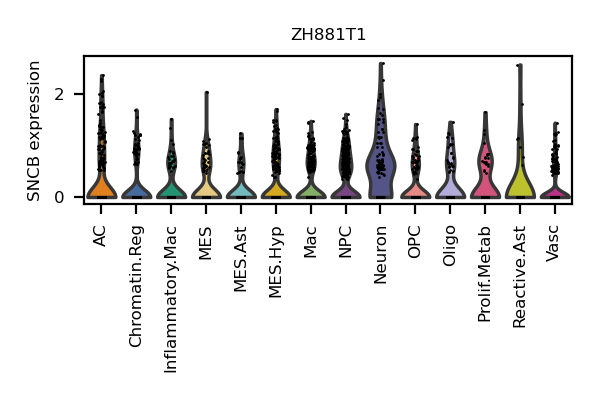 ZH881T1
SNCB expression
2
0
AC
Chromatin.Reg
Inflammatory.Mac
MES
MES.Ast
MES.Hyp
Mac
NPC
Neuron
OPC
Oligo
Prolif.Metab
Reactive.Ast
Vasc